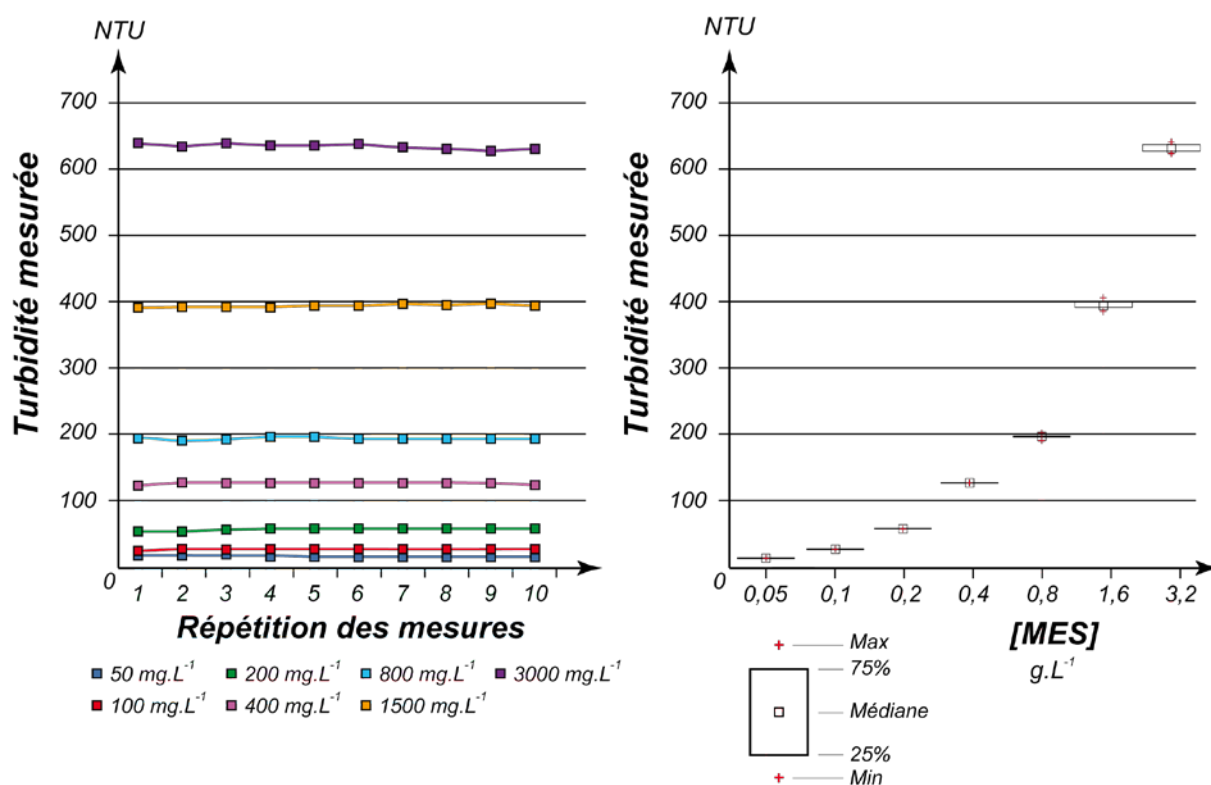 NTU
Turbidité mesurée
700
600
500
400
300
200
100
0
1 2 3 4 5 6 7 8 9 10
Répétition des mesures
50 mg.L⁻¹ 200 mg.L⁻¹ 800 mg.L⁻¹ 3000 mg.L⁻¹
100 mg.L⁻¹ 400 mg.L⁻¹ 1500 mg.L⁻¹
NTU
Turbidité mesurée
700
600
500
400
300
200
100
0
0,05 0,1 0,2 0,4 0,8 1,6 3,2
[MES]
g.L⁻¹
Max
75%
Médiane
25%
Min